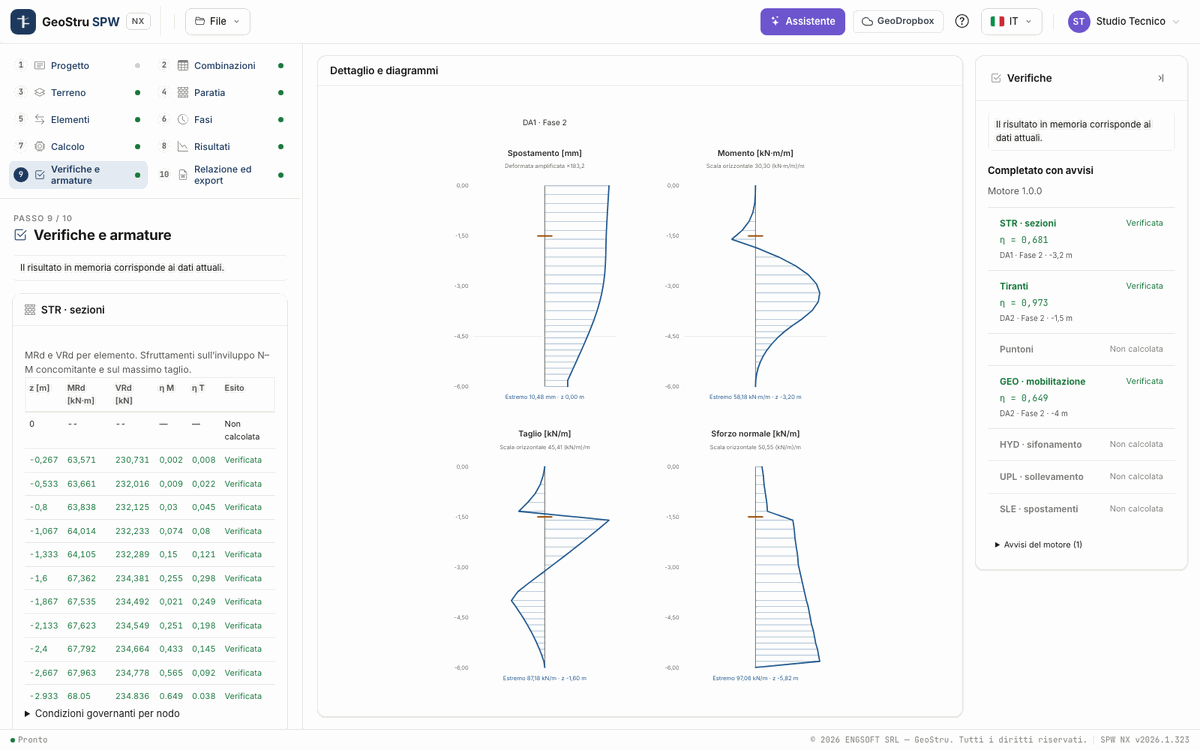 GeoStru SPW NX
File
Assistente
GeoDropbox
IT
ST Studio Tecnico
1 Progetto
2 Combinazioni
3 Terreno
4 Paratia
5 Elementi
6 Fasi
7 Calcolo
8 Risultati
9 Verifiche e armature
10 Relazione ed export
PASSO 9 / 10
Verifiche e armature
Il risultato in memoria corrisponde ai dati attuali.
STR · sezioni
MRd e VRd per elemento. Sfruttamenti sull'inviluppo N–
M concomitante e sul massimo taglio.
z [m] MRd [kN·m] VRd [kN] η M η T Esito
0 -- -- — — Non calcolata
-0,267 63,571 230,731 0,002 0,008 Verificata
-0,533 63,661 232,016 0,009 0,022 Verificata
-0,8 63,838 232,125 0,03 0,045 Verificata
-1,067 64,014 232,233 0,074 0,08 Verificata
-1,333 64,105 232,289 0,15 0,121 Verificata
-1,6 67,362 234,381 0,255 0,298 Verificata
-1,867 67,535 234,492 0,021 0,249 Verificata
-2,133 67,623 234,549 0,251 0,198 Verificata
-2,4 67,792 234,664 0,433 0,145 Verificata
-2,667 67,963 234,778 0,565 0,092 Verificata
-2.933 68.05 234.836 0.649 0.038 Verificata
Condizioni governanti per nodo
Dettaglio e diagrammi
DA1 · Fase 2
Spostamento [mm]
Deformata amplificata ×183,2
0,00
-1,50
-3,00
-4,50
-6,00
Estremo 10,48 mm · z 0,00 m
Momento [kN·m/m]
Scala orizzontale 30,30 (kN·m/m)/m
0,00
-1,50
-3,00
-4,50
-6,00
Estremo 58,18 kN·m/m · z -3,20 m
Taglio [kN/m]
Scala orizzontale 45,41 (kN/m)/m
0,00
-1,50
-3,00
-4,50
-6,00
Estremo 87,18 kN/m · z -1,60 m
Sforzo normale [kN/m]
Scala orizzontale 50,55 (kN/m)/m
0,00
-1,50
-3,00
-4,50
-6,00
Estremo 97,06 kN/m · z -5,82 m
Verifiche
Il risultato in memoria corrisponde ai
dati attuali.
Completato con avvisi
Motore 1.0.0
STR · sezioni Verificata
η = 0,681
DA1 · Fase 2 · -3,2 m
Tiranti Verificata
η = 0,973
DA2 · Fase 2 · -1,5 m
Puntoni Non calcolata
GEO · mobilitazione Verificata
η = 0,649
DA2 · Fase 2 · -4 m
HYD · sifonamento Non calcolata
UPL · sollevamento Non calcolata
SLE · spostamenti Non calcolata
Avvisi del motore (1)
Pronto
© 2026 ENGSOFT SRL — GeoStru. Tutti i diritti riservati. SPW NX v2026.1.323